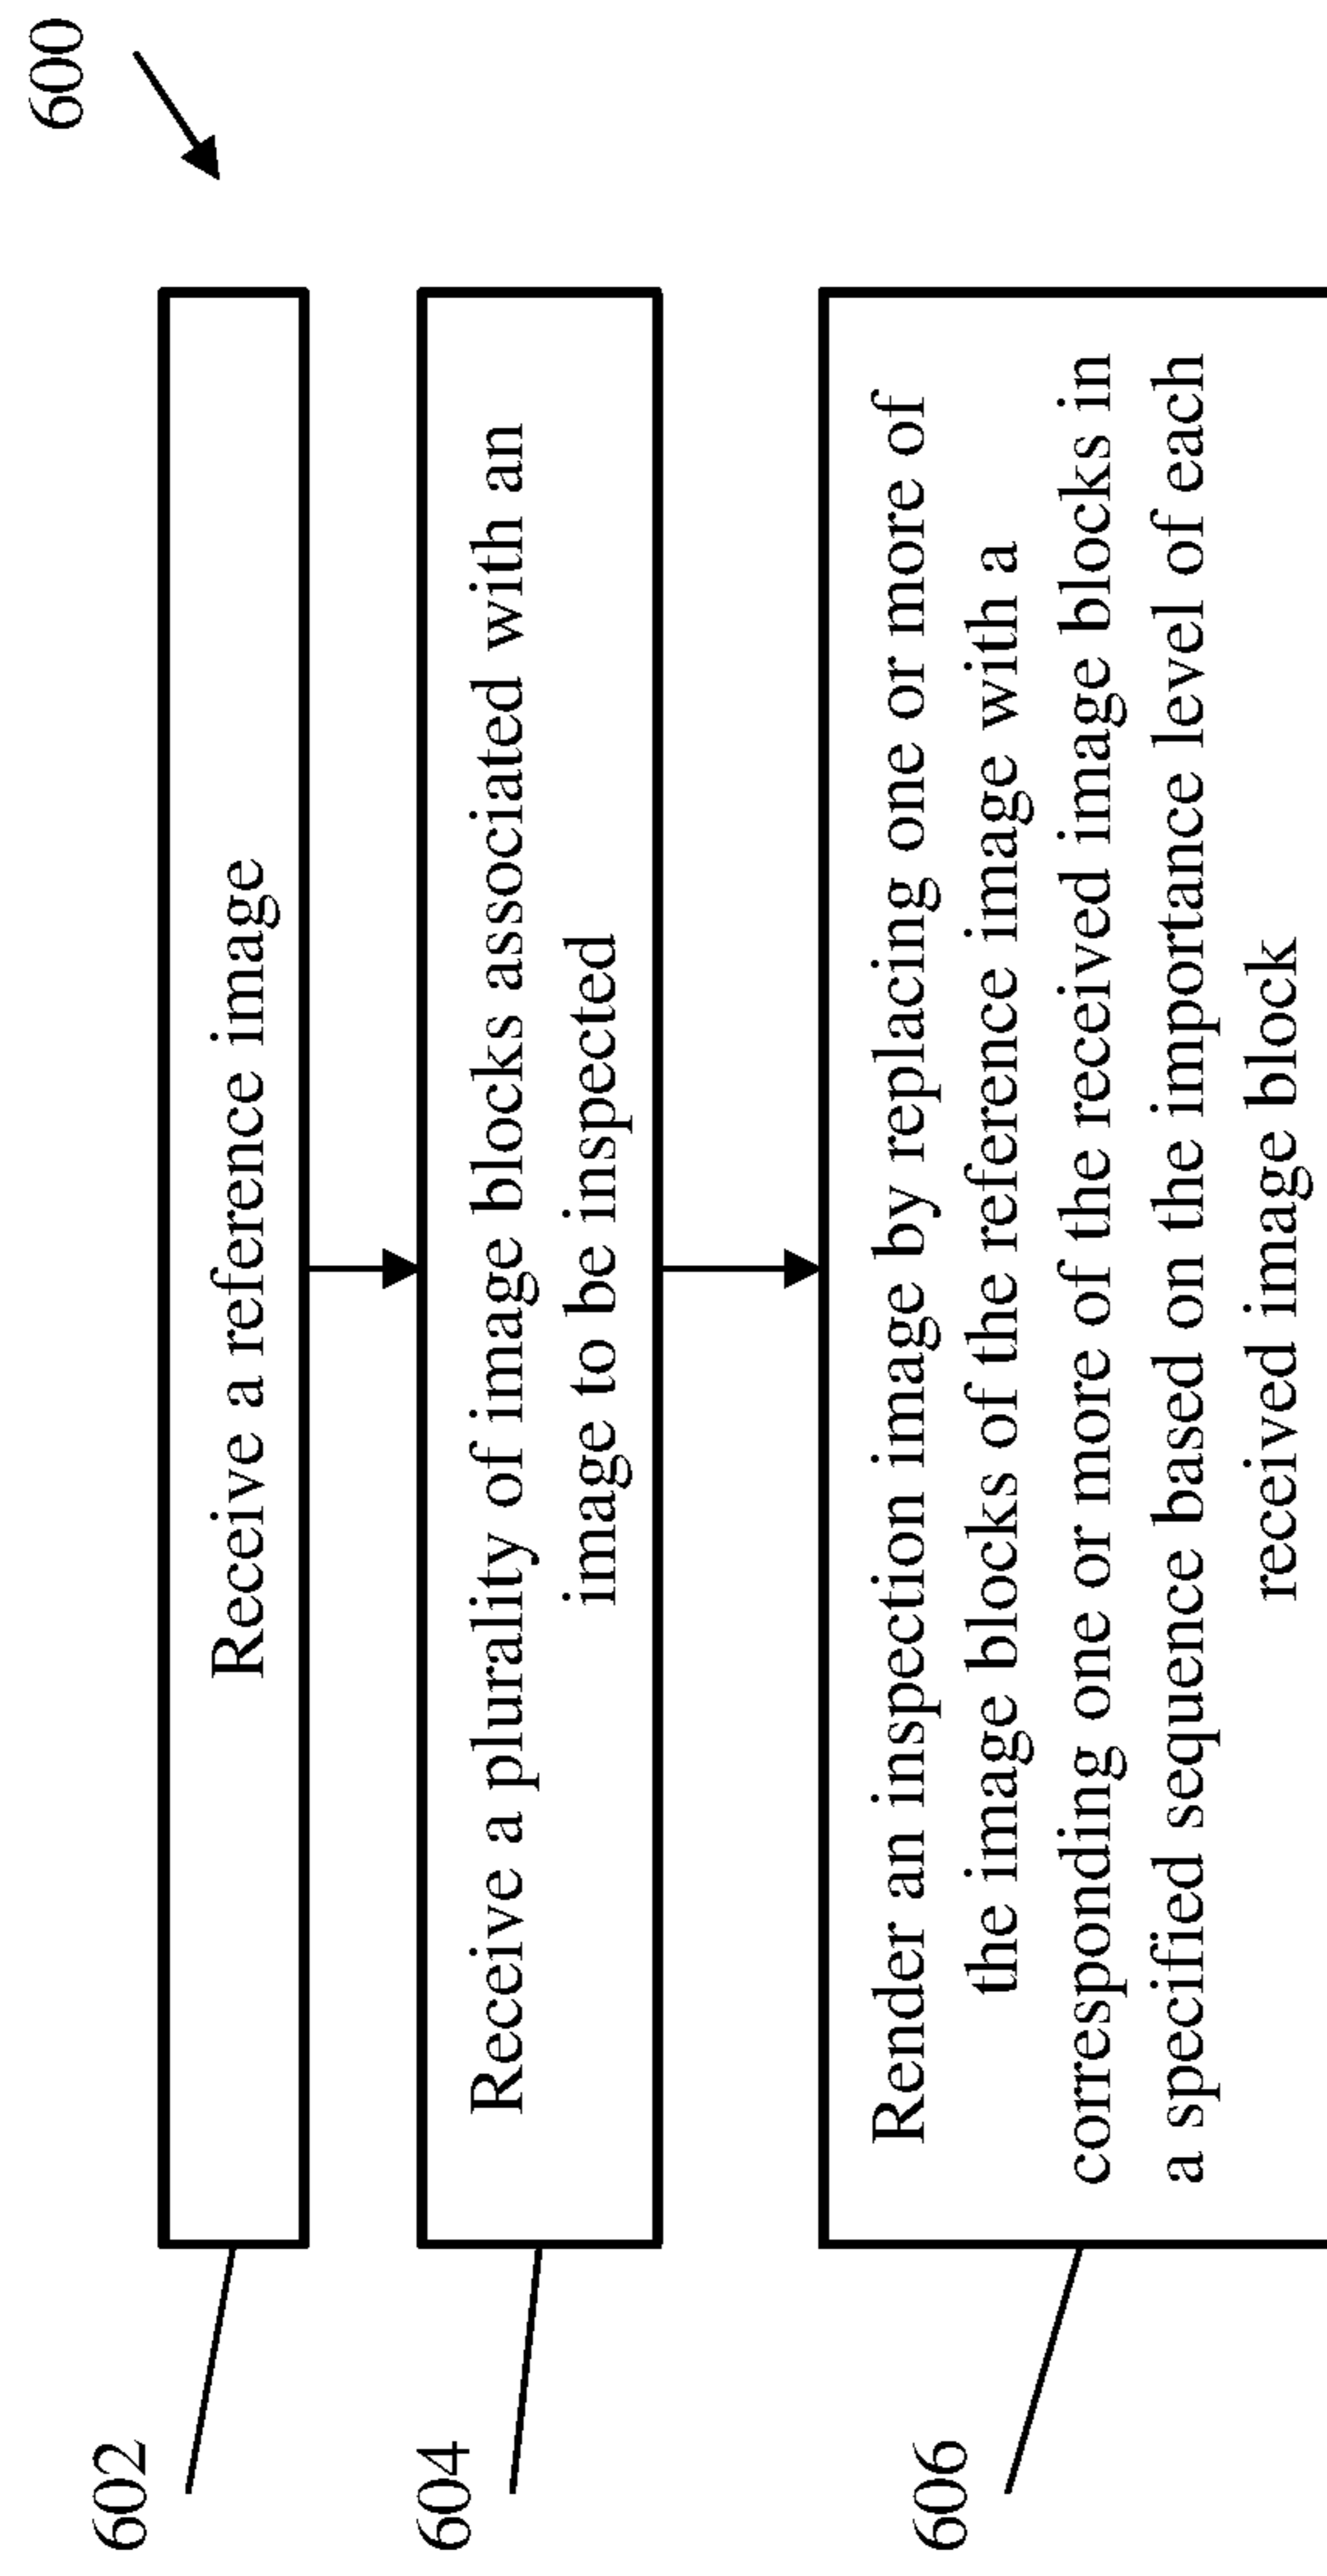 600
602
Receive a reference image
604
Receive a plurality of image blocks associated with an
image to be inspected
606
Render an inspection image by replacing one or more of
the image blocks of the reference image with a
corresponding one or more of the received image blocks in
a specified sequence based on the importance level of each
received image block